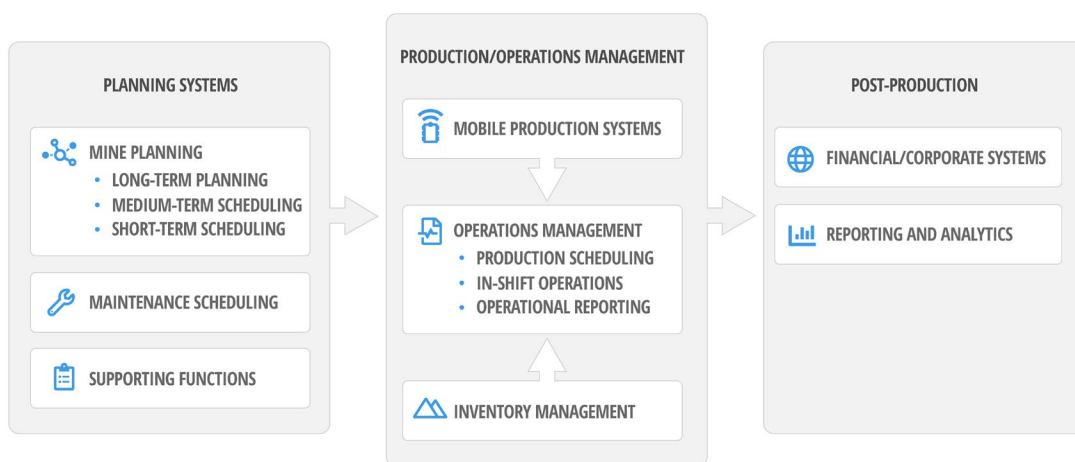 PLANNING SYSTEMS
MINE PLANNING
• LONG-TERM PLANNING
• MEDIUM-TERM SCHEDULING
• SHORT-TERM SCHEDULING
MAINTENANCE SCHEDULING
SUPPORTING FUNCTIONS
PRODUCTION/OPERATIONS MANAGEMENT
MOBILE PRODUCTION SYSTEMS
OPERATIONS MANAGEMENT
• PRODUCTION SCHEDULING
• IN-SHIFT OPERATIONS
• OPERATIONAL REPORTING
INVENTORY MANAGEMENT
POST-PRODUCTION
FINANCIAL/CORPORATE SYSTEMS
REPORTING AND ANALYTICS